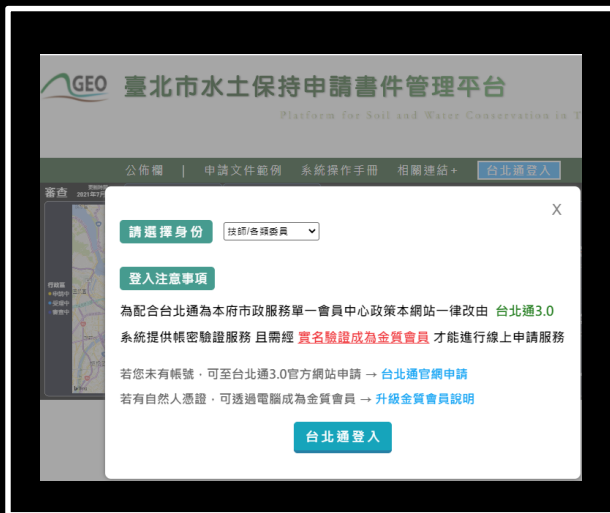 GEO 臺北市水土保持申請書件管理平台
Platform for Soil and Water Conservation in T
公佈欄 | 申請文件範例 系統操作手冊 相關連結+ 台北通登入
審查
X
請選擇身份 技師/各類委員
登入注意事項
為配合台北通為本府市政服務單一會員中心政策本網站一律改由 台北通3.0
系統提供帳密驗證服務 且需經 實名驗證成為金質會員 才能進行線上申請服務
若您未有帳號,可至台北通3.0官方網站申請 → 台北通官網申請
若有自然人憑證,可透過電腦成為金質會員 → 升級金質會員說明
台北通登入